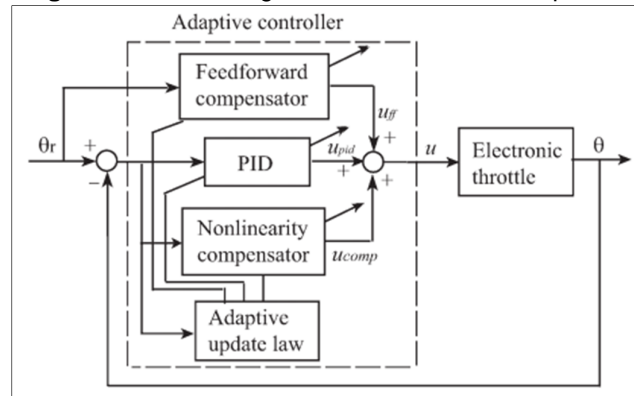 Adaptive controller
Feedforward
compensator
uff
θr
+
+
−
PID
upid
+
u
Electronic
throttle
θ
Nonlinearity
compensator
+
ucomp
Adaptive
update law